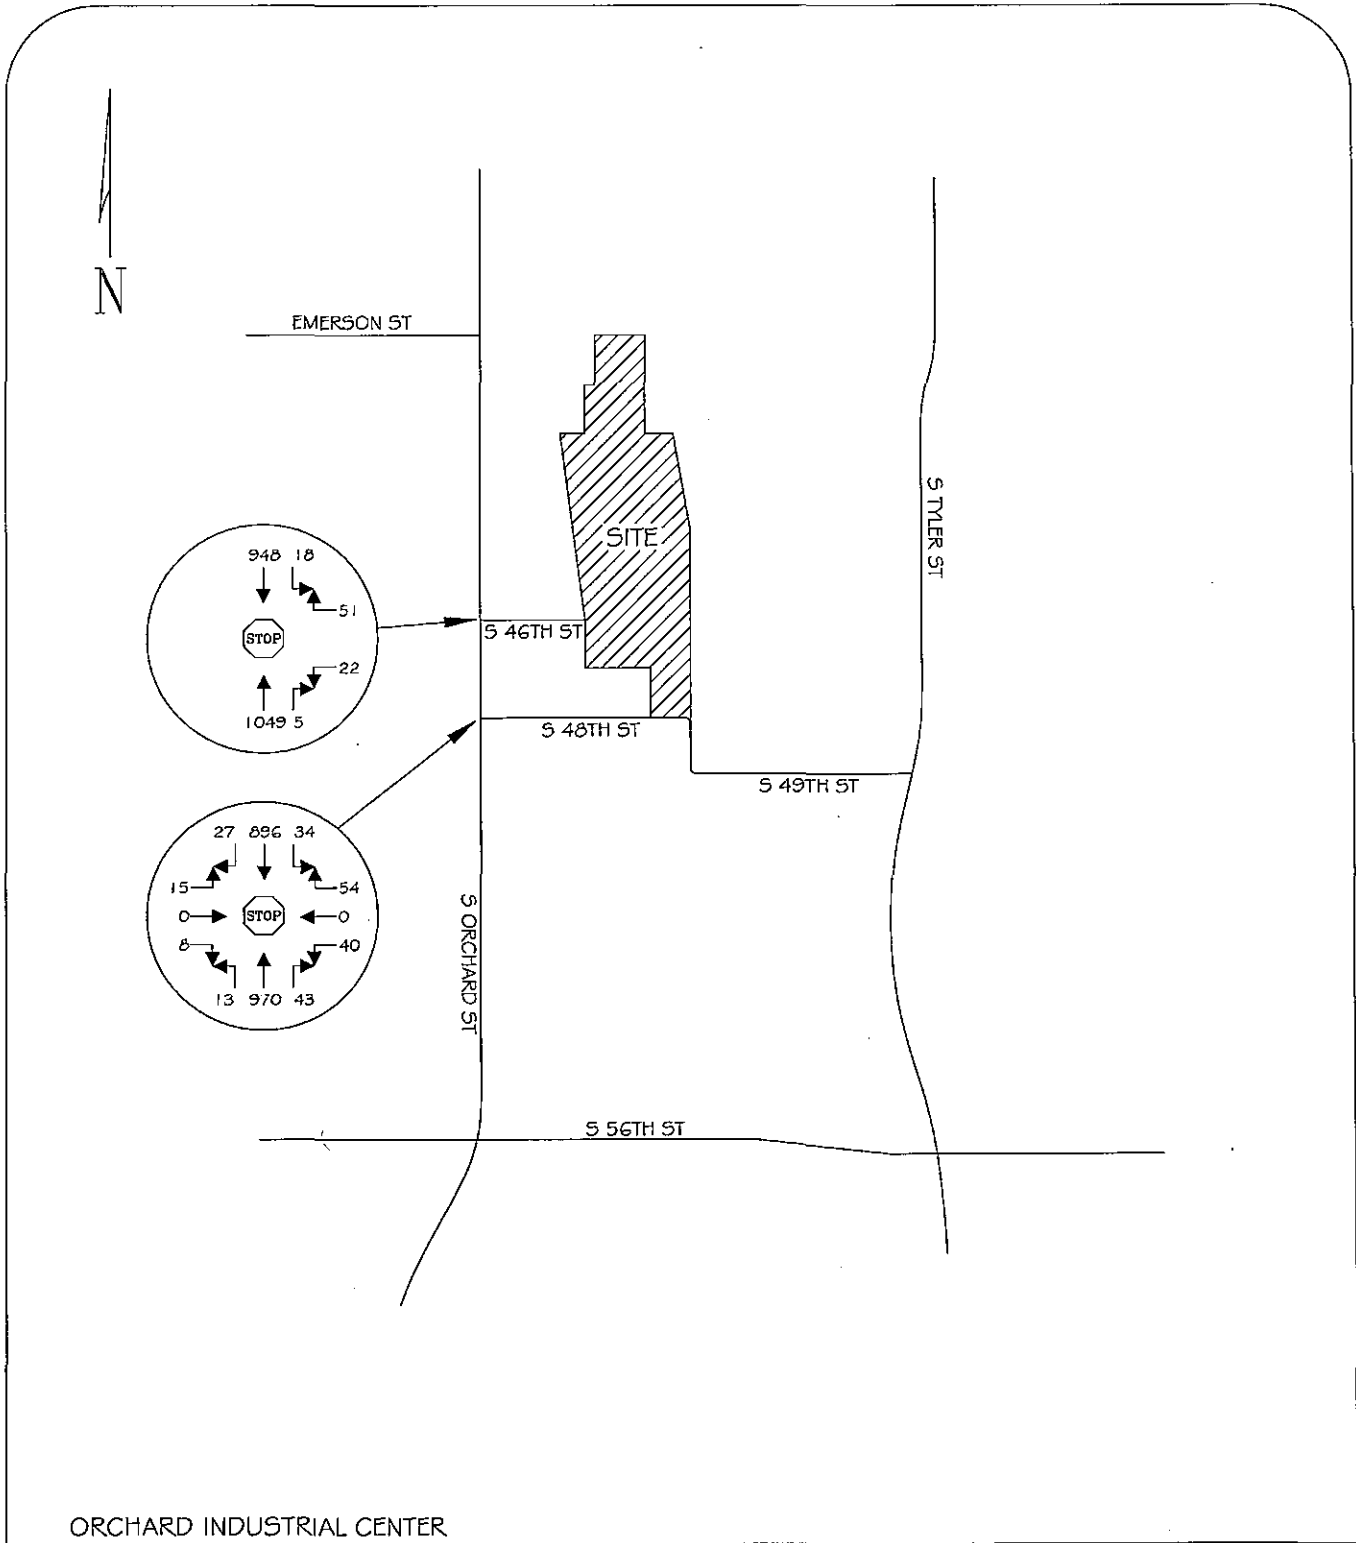 N
EMERSON ST
S TYLER ST
SITE
948 18
51
STOP
22
1049 5
S 46TH ST
S 48TH ST
S 49TH ST
27 896 34
15 54
0 STOP 0
8 40
13 970 43
S ORCHARD ST
S 56TH ST
ORCHARD INDUSTRIAL CENTER